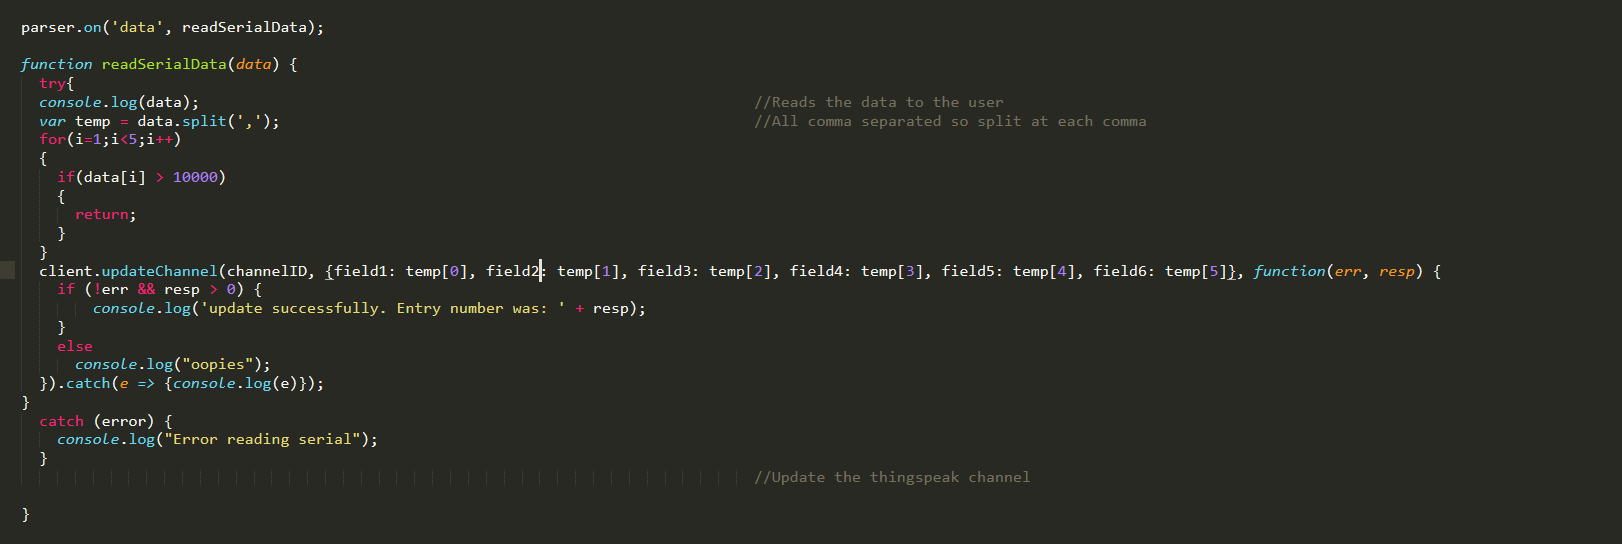 parser.on('data', readSerialData);
function readSerialData(data) {
try{
console.log(data); //Reads the data to the user
var temp = data.split(','); //All comma separated so split at each comma
for(i=1;i<5;i++)
{
if(data[i] > 10000)
{
return;
}
}
client.updateChannel(channelID, {field1: temp[0], field2: temp[1], field3: temp[2], field4: temp[3], field5: temp[4], field6: temp[5]}, function(err, resp) {
if (!err && resp > 0) {
console.log('update successfully. Entry number was: ' + resp);
}
else
console.log("oopies");
}).catch(e => {console.log(e)});
}
catch (error) {
console.log("Error reading serial");
}
//Update the thingspeak channel
}